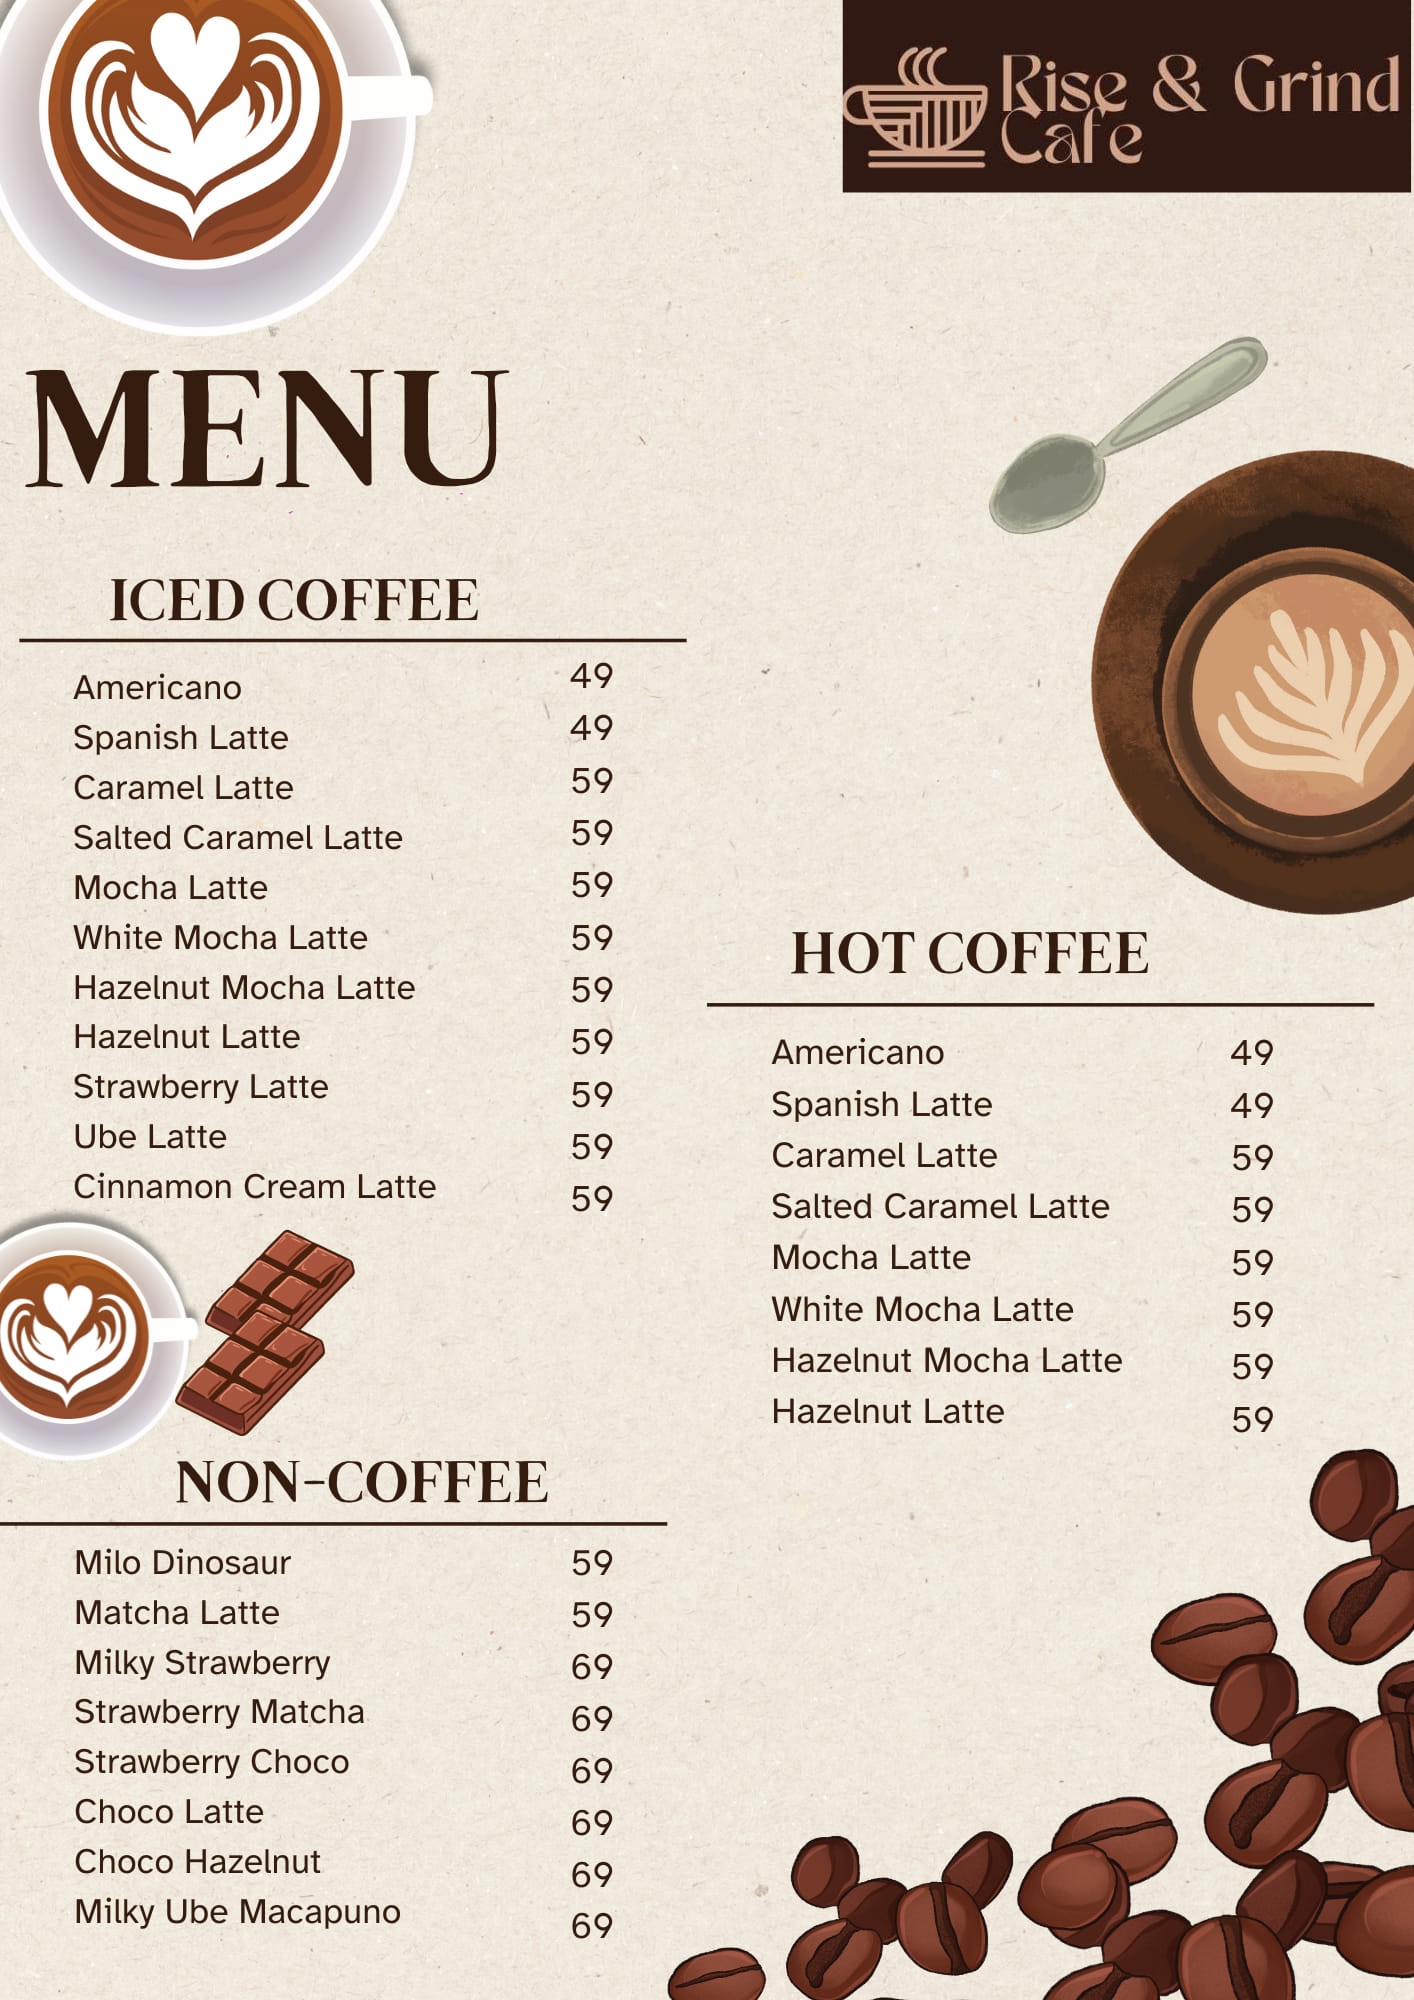 Rise & Grind
Cafe
MENU
ICED COFFEE
Americano 49
Spanish Latte 49
Caramel Latte 59
Salted Caramel Latte 59
Mocha Latte 59
White Mocha Latte 59
Hazelnut Mocha Latte 59
Hazelnut Latte 59
Strawberry Latte 59
Ube Latte 59
Cinnamon Cream Latte 59
HOT COFFEE
Americano 49
Spanish Latte 49
Caramel Latte 59
Salted Caramel Latte 59
Mocha Latte 59
White Mocha Latte 59
Hazelnut Mocha Latte 59
Hazelnut Latte 59
NON-COFFEE
Milo Dinosaur 59
Matcha Latte 59
Milky Strawberry 69
Strawberry Matcha 69
Strawberry Choco 69
Choco Latte 69
Choco Hazelnut 69
Milky Ube Macapuno 69